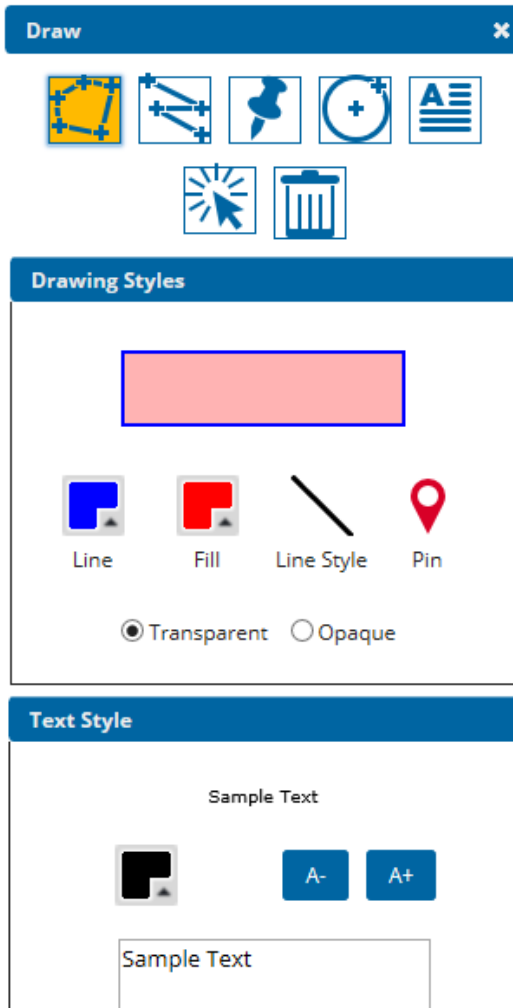 Draw
A
Drawing Styles
Line Fill Line Style Pin
Transparent Opaque
Text Style
Sample Text
A- A+
Sample Text